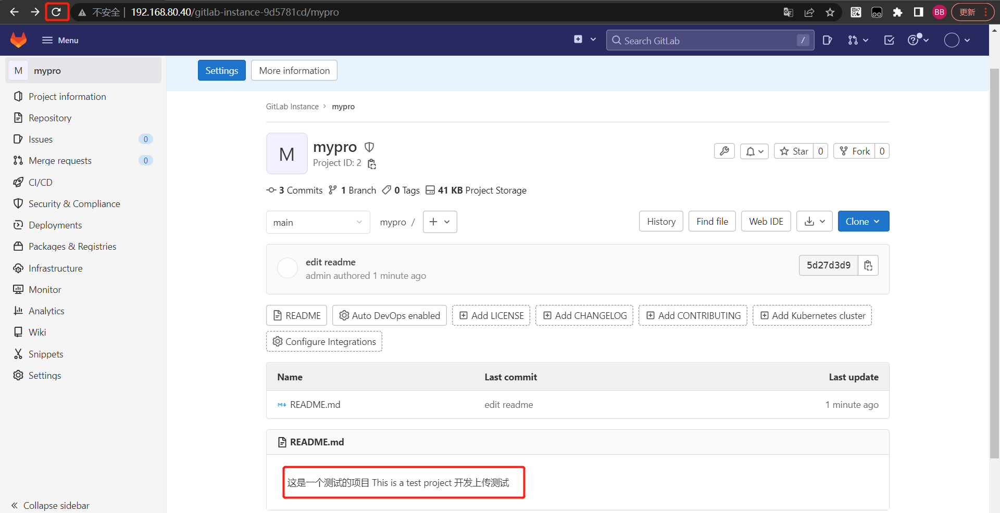 不安全 | 192.168.80.40/gitlab-instance-9d5781cd/mypro BB 更新
Menu Search GitLab /
M mypro
Settings More information
Project information
Repository
Issues 0
Merge requests 0
CI/CD
Security & Compliance
Deployments
Packages & Registries
Infrastructure
Monitor
Analytics
Wiki
Snippets
Settings
Collapse sidebar
GitLab Instance > mypro
M mypro
Project ID: 2
Star 0 Fork 0
3 Commits 1 Branch 0 Tags 41 KB Project Storage
main mypro / + History Find file Web IDE Clone
edit readme
admin authored 1 minute ago
5d27d3d9
README Auto DevOps enabled Add LICENSE Add CHANGELOG Add CONTRIBUTING Add Kubernetes cluster
Configure Integrations
Name Last commit Last update
README.md edit readme 1 minute ago
README.md
这是一个测试的项目 This is a test project 开发上传测试